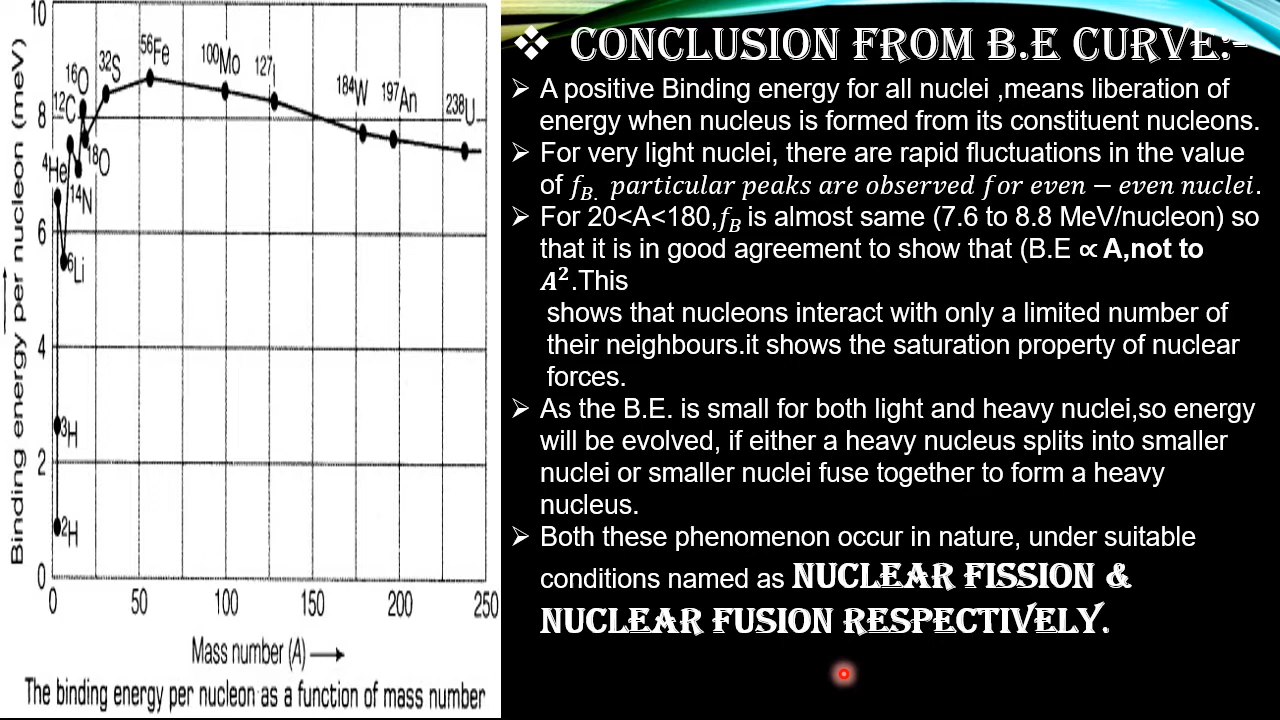 10
8
6
4
2
0
Binding energy per nucleon (meV)
56Fe
32S
16O
12C
100Mo
127I
184W
197An
238U
18O
4He
14N
6Li
3H
2H
0 50 100 150 200 250
Mass number (A)
The binding energy per nucleon as a function of mass number
❖ CONCLUSION FROM B.E CURVE:-
➢ A positive Binding energy for all nuclei ,means liberation of
energy when nucleus is formed from its constituent nucleons.
➢ For very light nuclei, there are rapid fluctuations in the value
of f_B. particular peaks are observed for even − even nuclei.
➢ For 20<A<180,f_B is almost same (7.6 to 8.8 MeV/nucleon) so
that it is in good agreement to show that (B.E ∝ A,not to
A².This
shows that nucleons interact with only a limited number of
their neighbours.it shows the saturation property of nuclear
forces.
➢ As the B.E. is small for both light and heavy nuclei,so energy
will be evolved, if either a heavy nucleus splits into smaller
nuclei or smaller nuclei fuse together to form a heavy
nucleus.
➢ Both these phenomenon occur in nature, under suitable
conditions named as NUCLEAR FISSION &
NUCLEAR FUSION RESPECTIVELY.